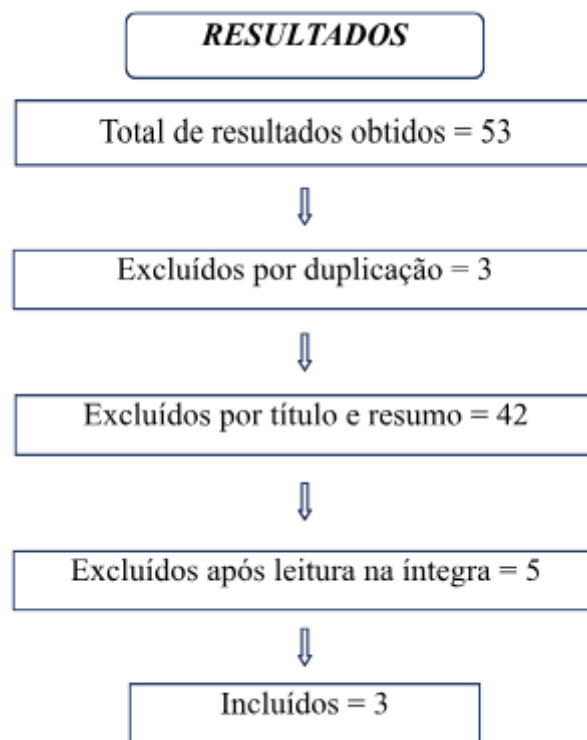 RESULTADOS
Total de resultados obtidos = 53
Excluídos por duplicação = 3
Excluídos por título e resumo = 42
Excluídos após leitura na íntegra = 5
Incluídos = 3